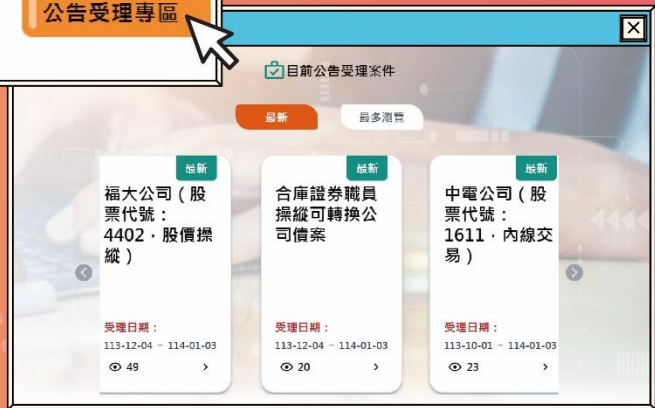 公告受理專區
目前公告受理案件
最新
最多瀏覽
最新
福大公司（股
票代號：
4402，股價操
縱）
受理日期：
113-12-04 ~ 114-01-03
49
最新
合庫證券職員
操縱可轉換公
司債案
受理日期：
113-12-04 ~ 114-01-03
20
最新
中電公司（股
票代號：
1611，內線交
易）
受理日期：
113-10-01 ~ 114-01-03
23